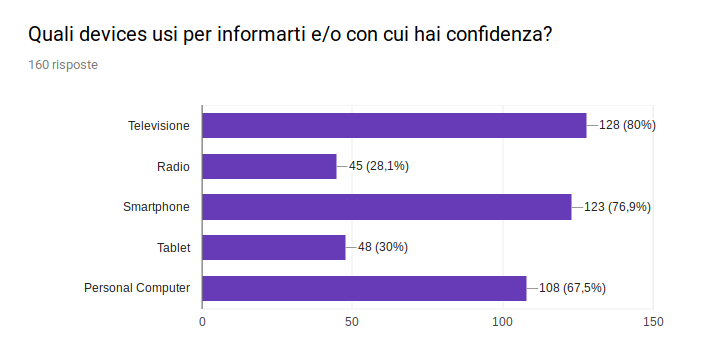 Quali devices usi per informarti e/o con cui hai confidenza?
160 risposte
Televisione 128 (80%)
Radio 45 (28,1%)
Smartphone 123 (76,9%)
Tablet 48 (30%)
Personal Computer 108 (67,5%)
0 50 100 150